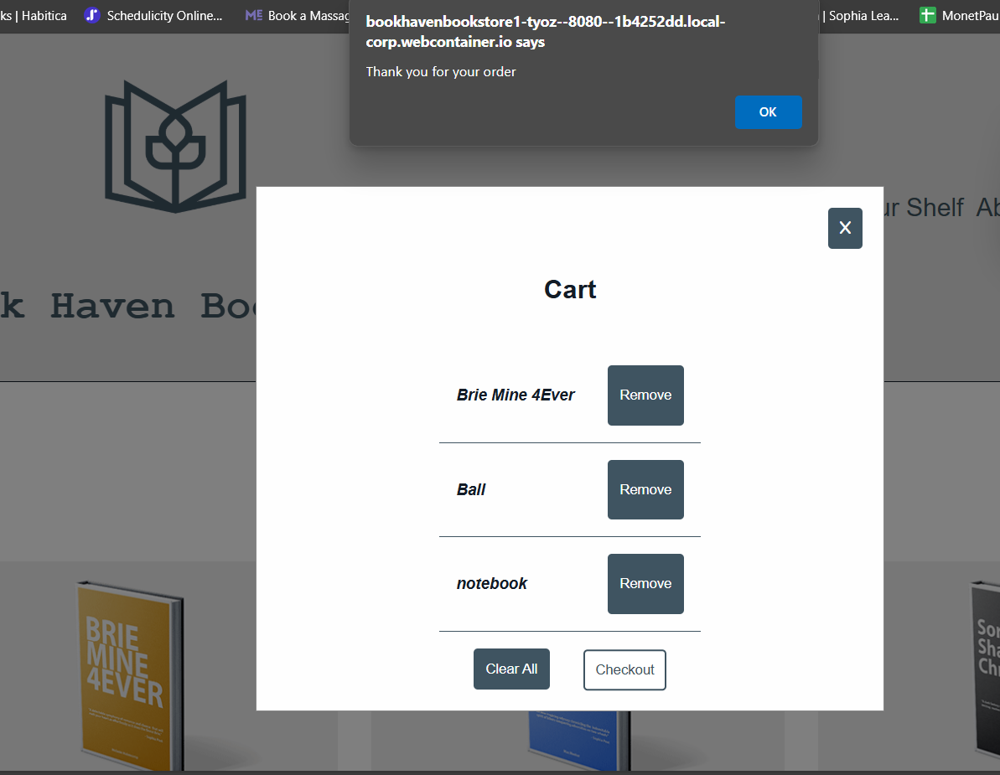 ks | Habitica
Schedulicity Online...
ME Book a Massag
| Sophia Lea...
MonetPau
bookhavenbookstore1-tyoz--8080--1b4252dd.local-
corp.webcontainer.io says
Thank you for your order
OK
ur Shelf Ab
X
k Haven Boo
Cart
Brie Mine 4Ever
Remove
Ball
Remove
notebook
Remove
Clear All
Checkout
BRIE
MINE
4EVER
Sor
Sha
Chr